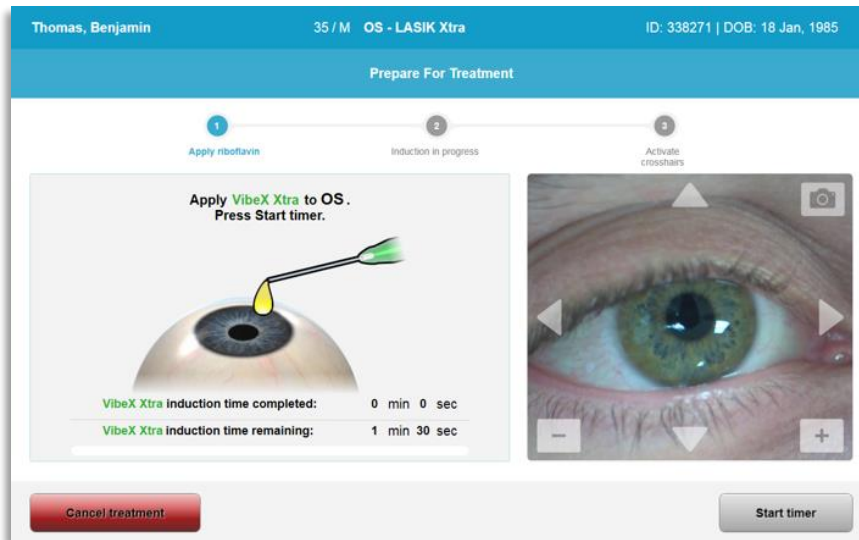 Thomas, Benjamin 35 / M OS - LASIK Xtra ID: 338271 | DOB: 18 Jan, 1985
Prepare For Treatment
1 2 3
Apply riboflavin Induction in progress Activate
crosshairs
Apply VibeX Xtra to OS.
Press Start timer.
VibeX Xtra induction time completed: 0 min 0 sec
VibeX Xtra induction time remaining: 1 min 30 sec
− +
Cancel treatment Start timer